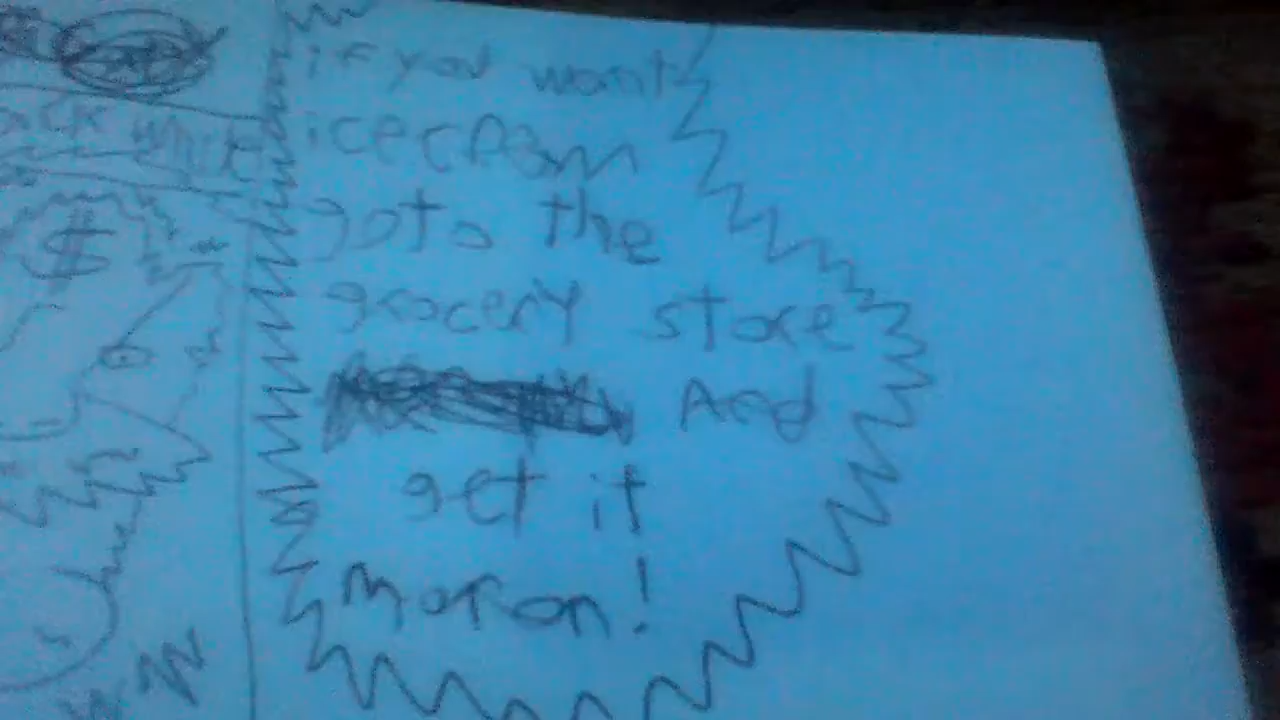 if you want
icecream
goto the
grocery store
And
get it
moron!
$